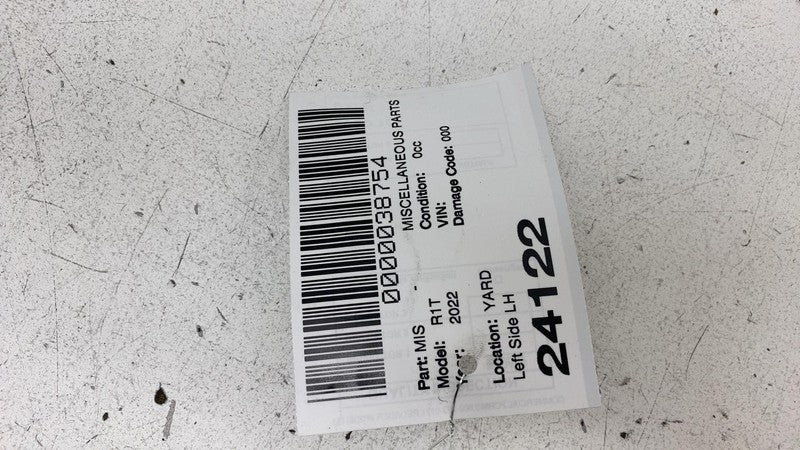 0000038754
MISCELLANEOUS PARTS
Part: MIS - Condition: 0cc
Model: R1T VIN:
Year: 2022 Damage Code: 000
Location: YARD
Left Side LH
24122